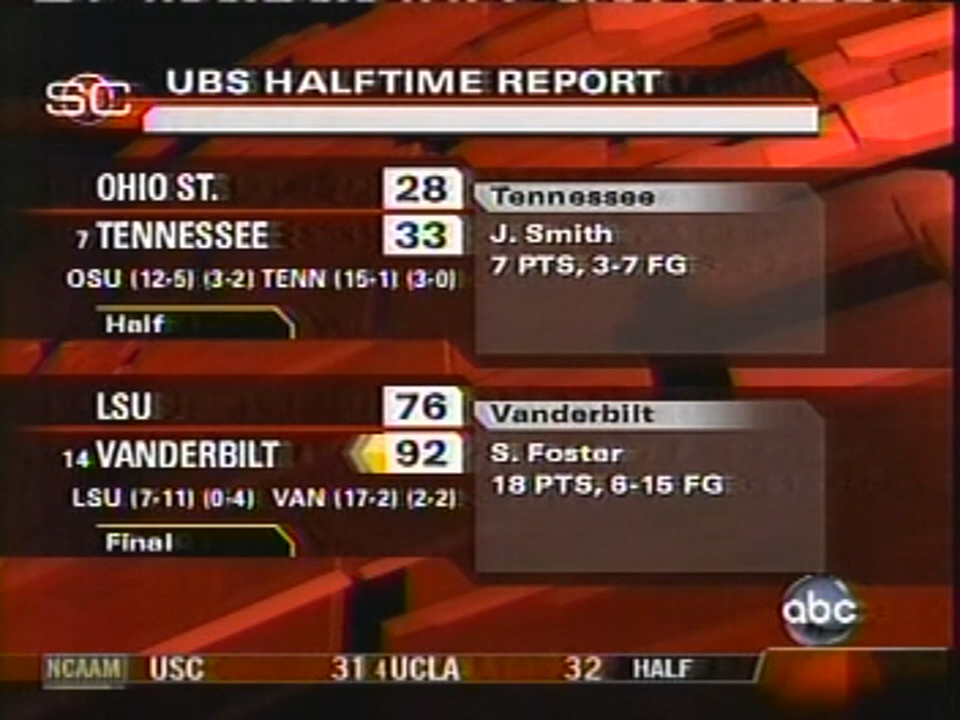 SC UBS HALFTIME REPORT
OHIO ST. 28
7 TENNESSEE 33
OSU (12-5) (3-2) TENN (15-1) (3-0)
Half
Tennessee
J. Smith
7 PTS, 3-7 FG
LSU 76
14 VANDERBILT 92
LSU (7-11) (0-4) VAN (17-2) (2-2)
Final
Vanderbilt
S. Foster
18 PTS, 6-15 FG
abc
NCAAM USC 31 4 UCLA 32 HALF